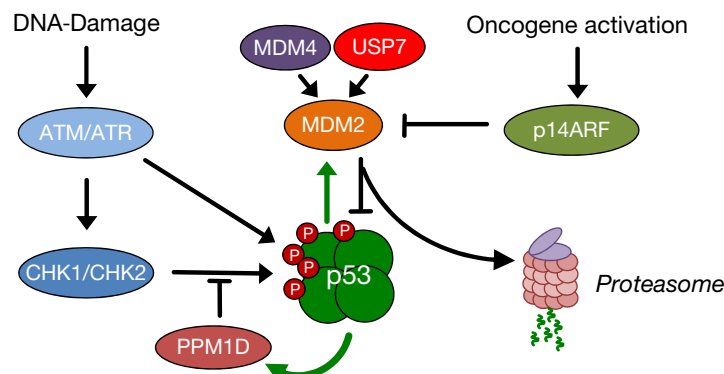 DNA-Damage
Oncogene activation
MDM4
USP7
ATM/ATR
MDM2
p14ARF
P
P
P
P
P
CHK1/CHK2
p53
Proteasome
PPM1D